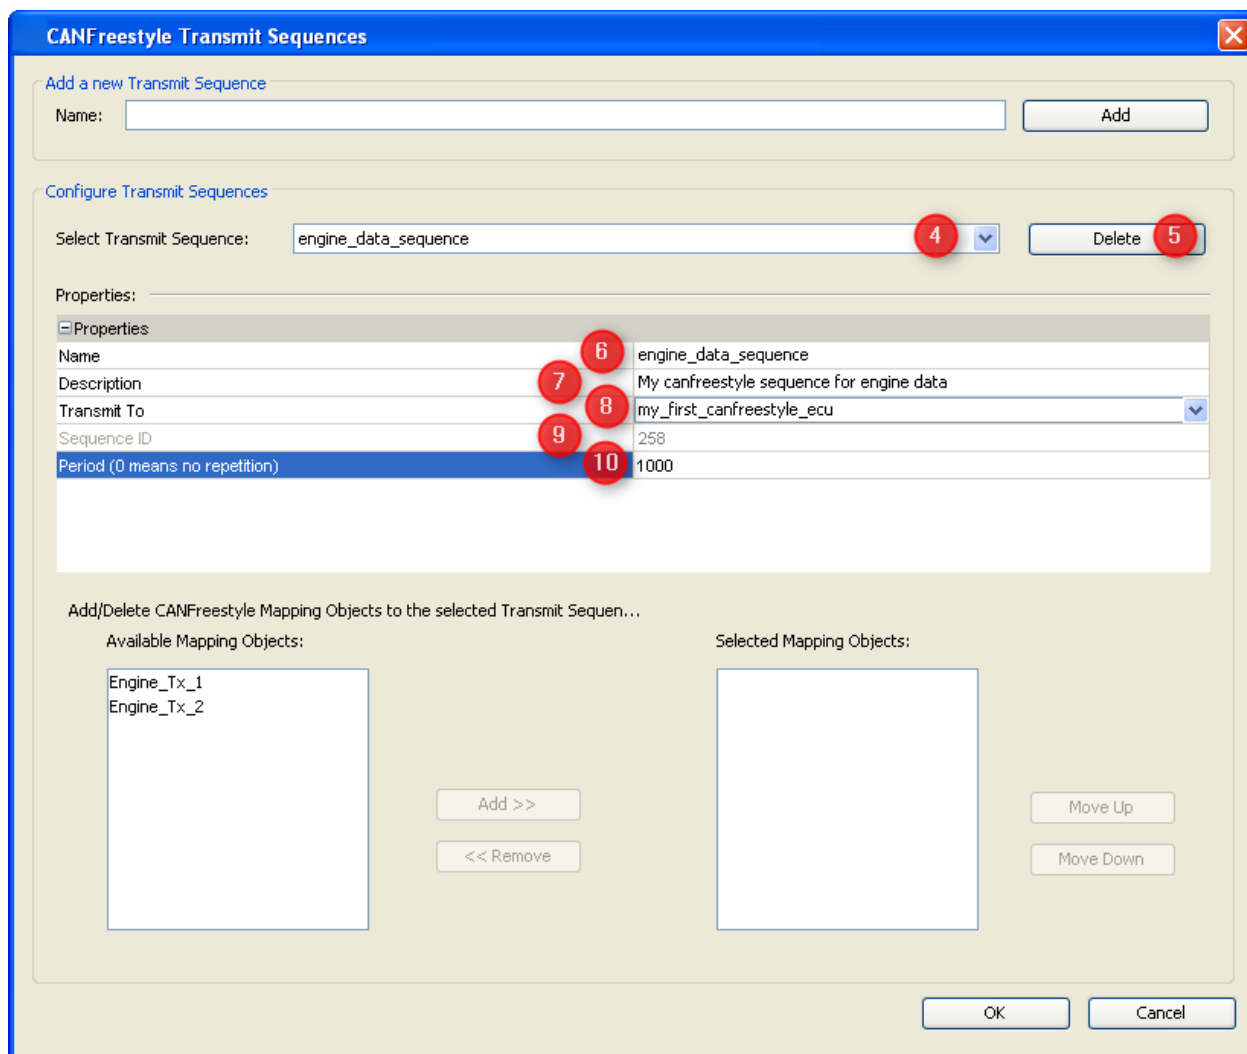 CANFreestyle Transmit Sequences
Add a new Transmit Sequence
Name: Add
Configure Transmit Sequences
Select Transmit Sequence: engine_data_sequence 4 Delete 5
Properties:
Properties
Name 6 engine_data_sequence
Description 7 My canfreestyle sequence for engine data
Transmit To 8 my_first_canfreestyle_ecu
Sequence ID 9 258
Period (0 means no repetition) 10 1000
Add/Delete CANFreestyle Mapping Objects to the selected Transmit Sequen...
Available Mapping Objects: Selected Mapping Objects:
Engine_Tx_1
Engine_Tx_2
Add >> Move Up
<< Remove Move Down
OK Cancel